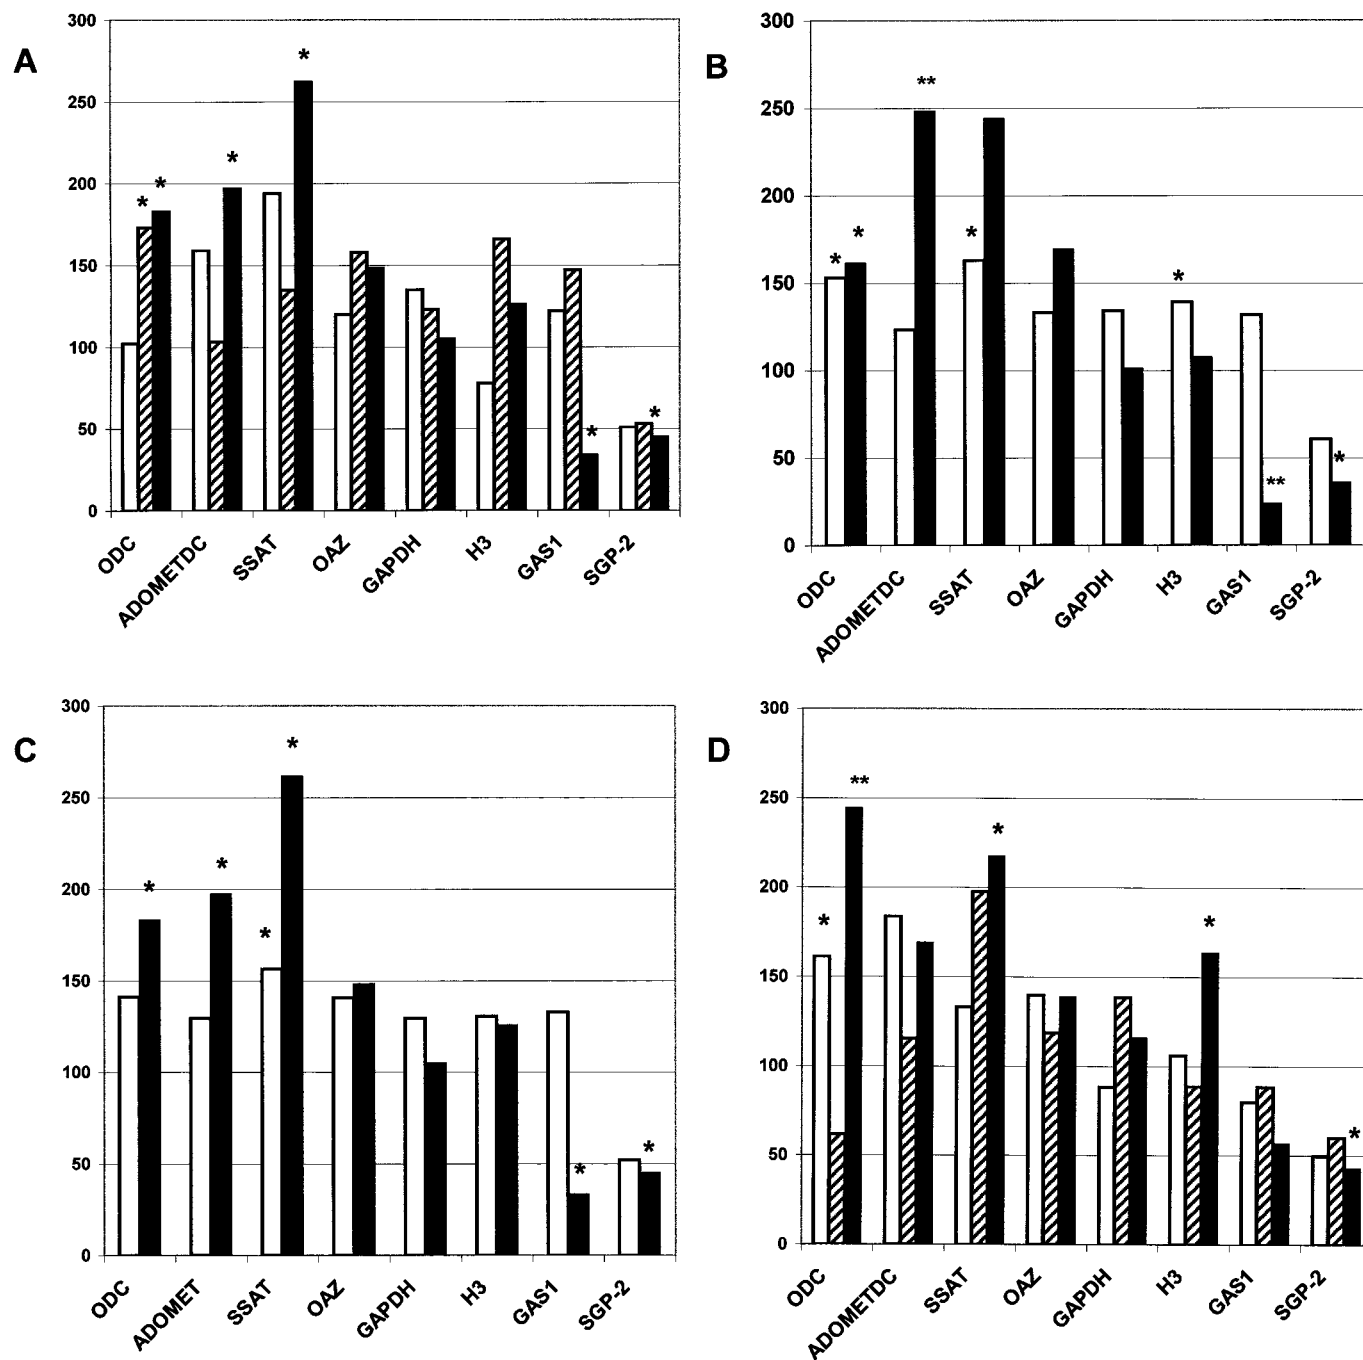 A
300
250
200
150
100
50
0
* * * * * *
ODC ADOMETDC SSAT OAZ GAPDH H3 GAS1 SGP-2
B
300
250
200
150
100
50
0
* * ** * * ** *
ODC ADOMETDC SSAT OAZ GAPDH H3 GAS1 SGP-2
C
300
250
200
150
100
50
0
* * * * * *
ODC ADOMET SSAT OAZ GAPDH H3 GAS1 SGP-2
D
300
250
200
150
100
50
0
* ** * * *
ODC ADOMETDC SSAT OAZ GAPDH H3 GAS1 SGP-2